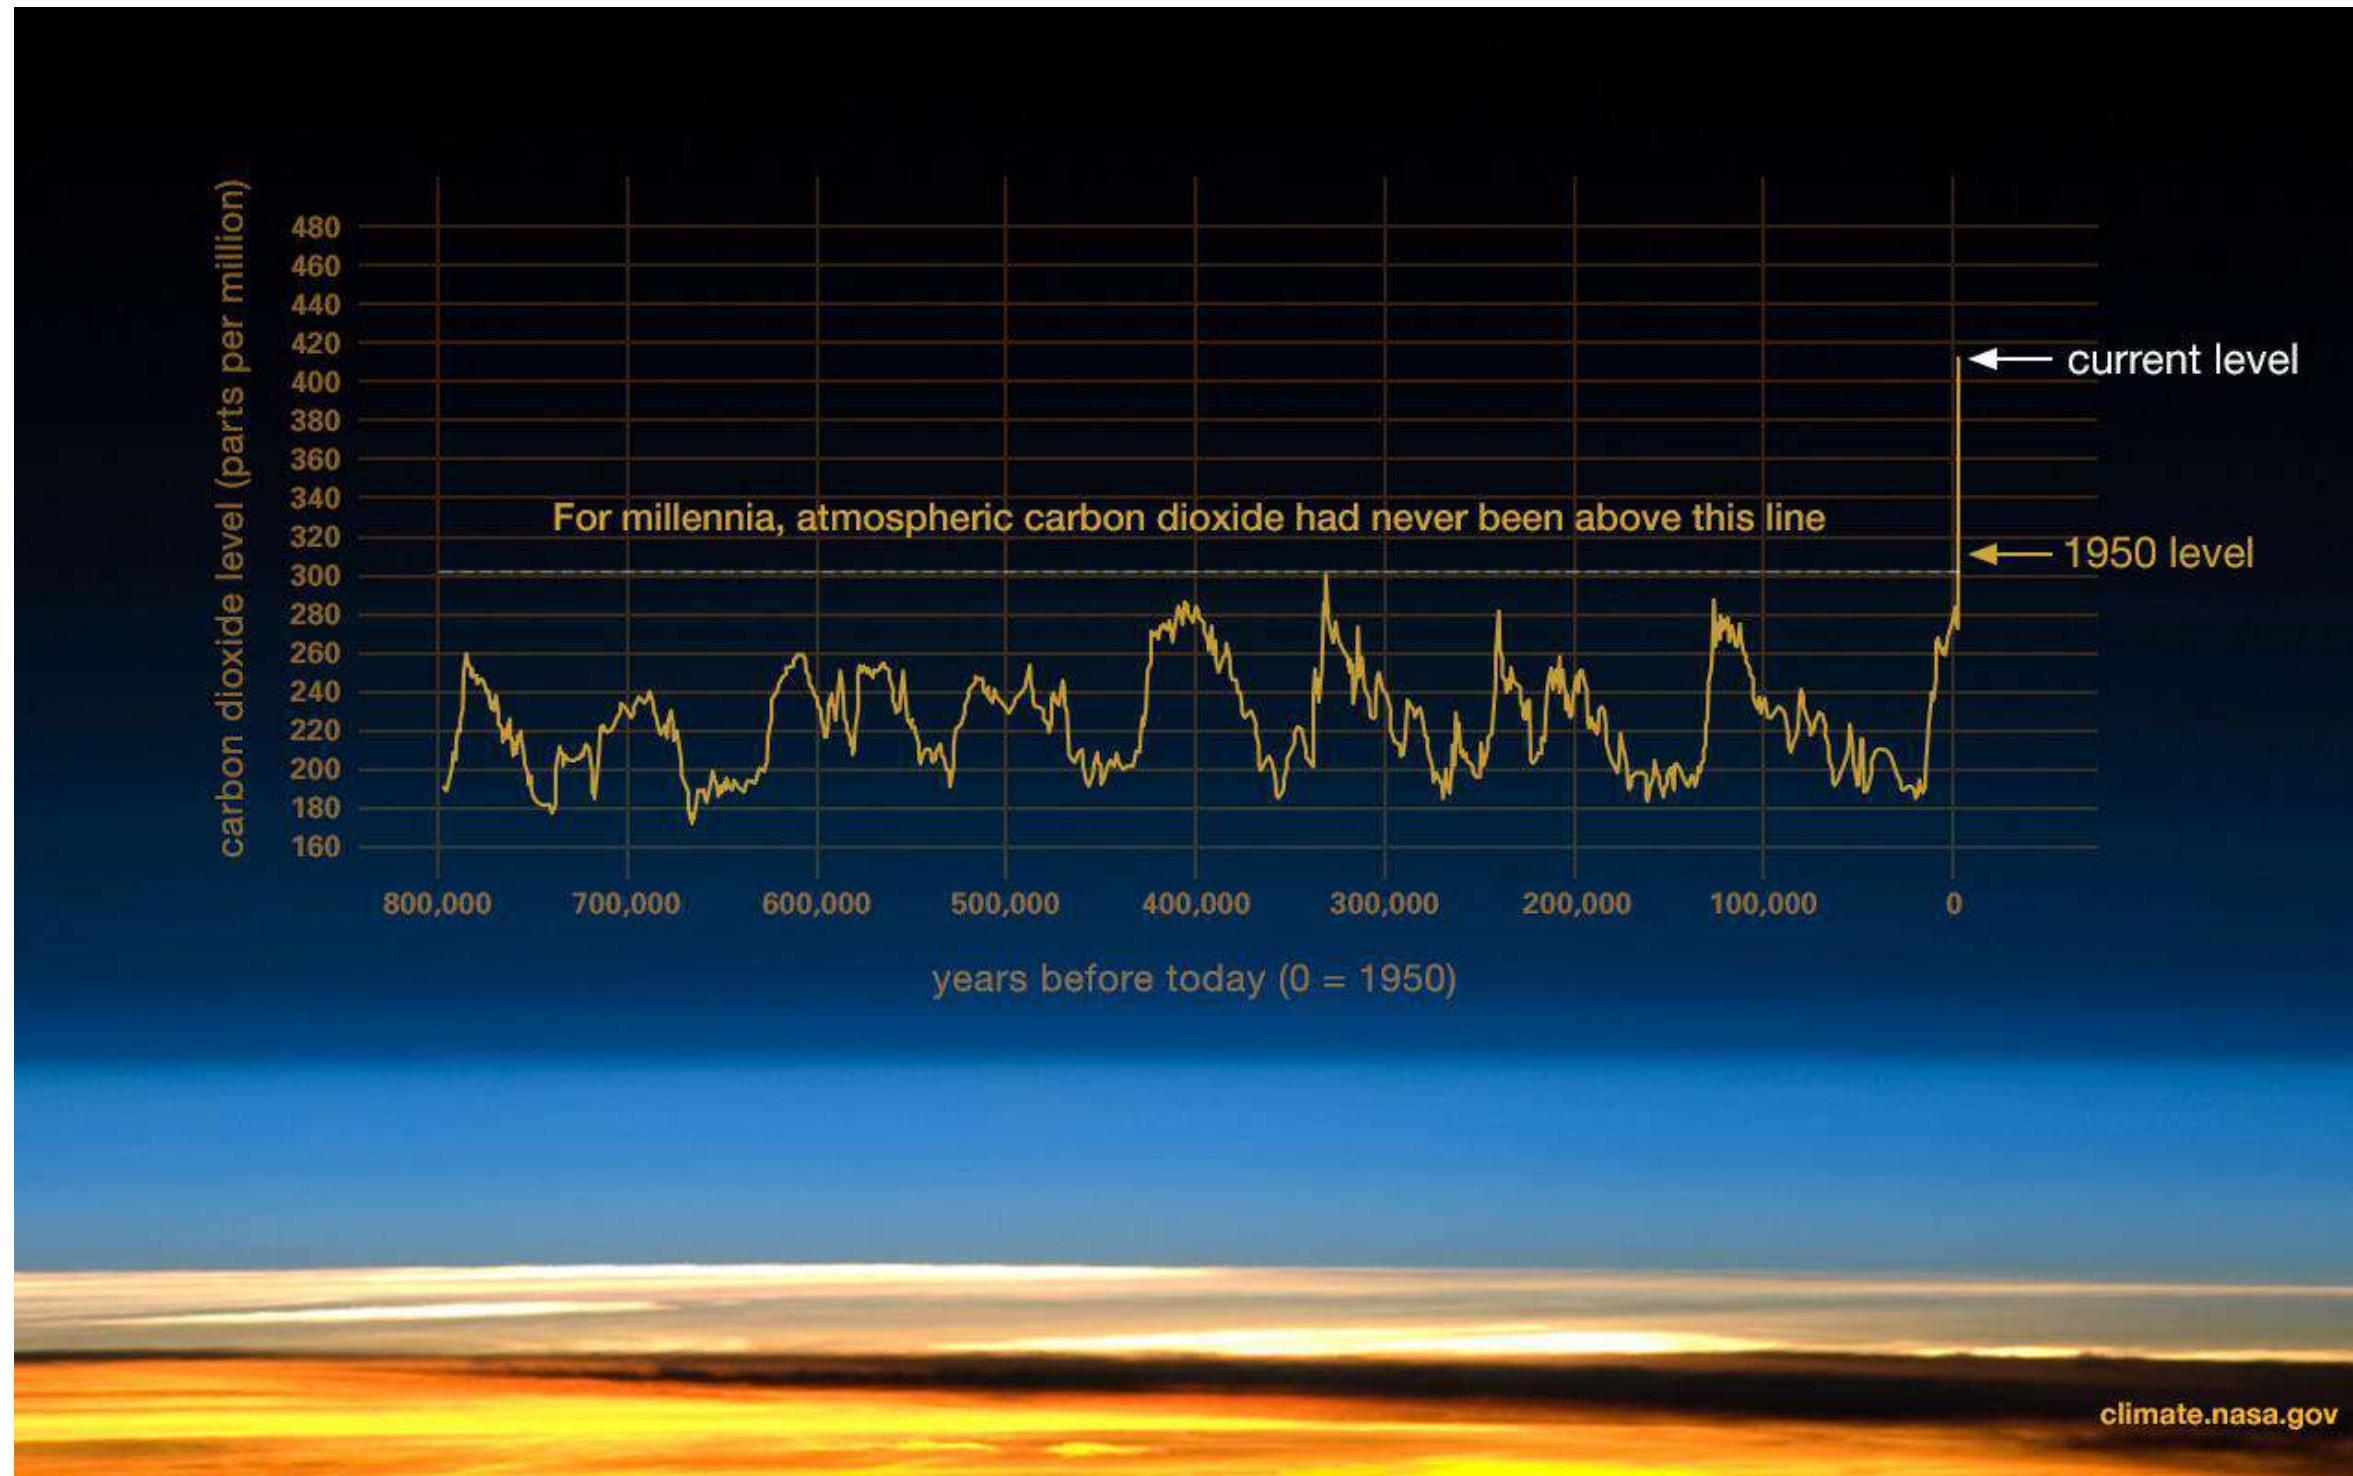 carbon dioxide level (parts per million)
480
460
440
420
400
380
360
340
320
300
280
260
240
220
200
180
160
current level
For millennia, atmospheric carbon dioxide had never been above this line
1950 level
800,000 700,000 600,000 500,000 400,000 300,000 200,000 100,000 0
years before today (0 = 1950)
climate.nasa.gov